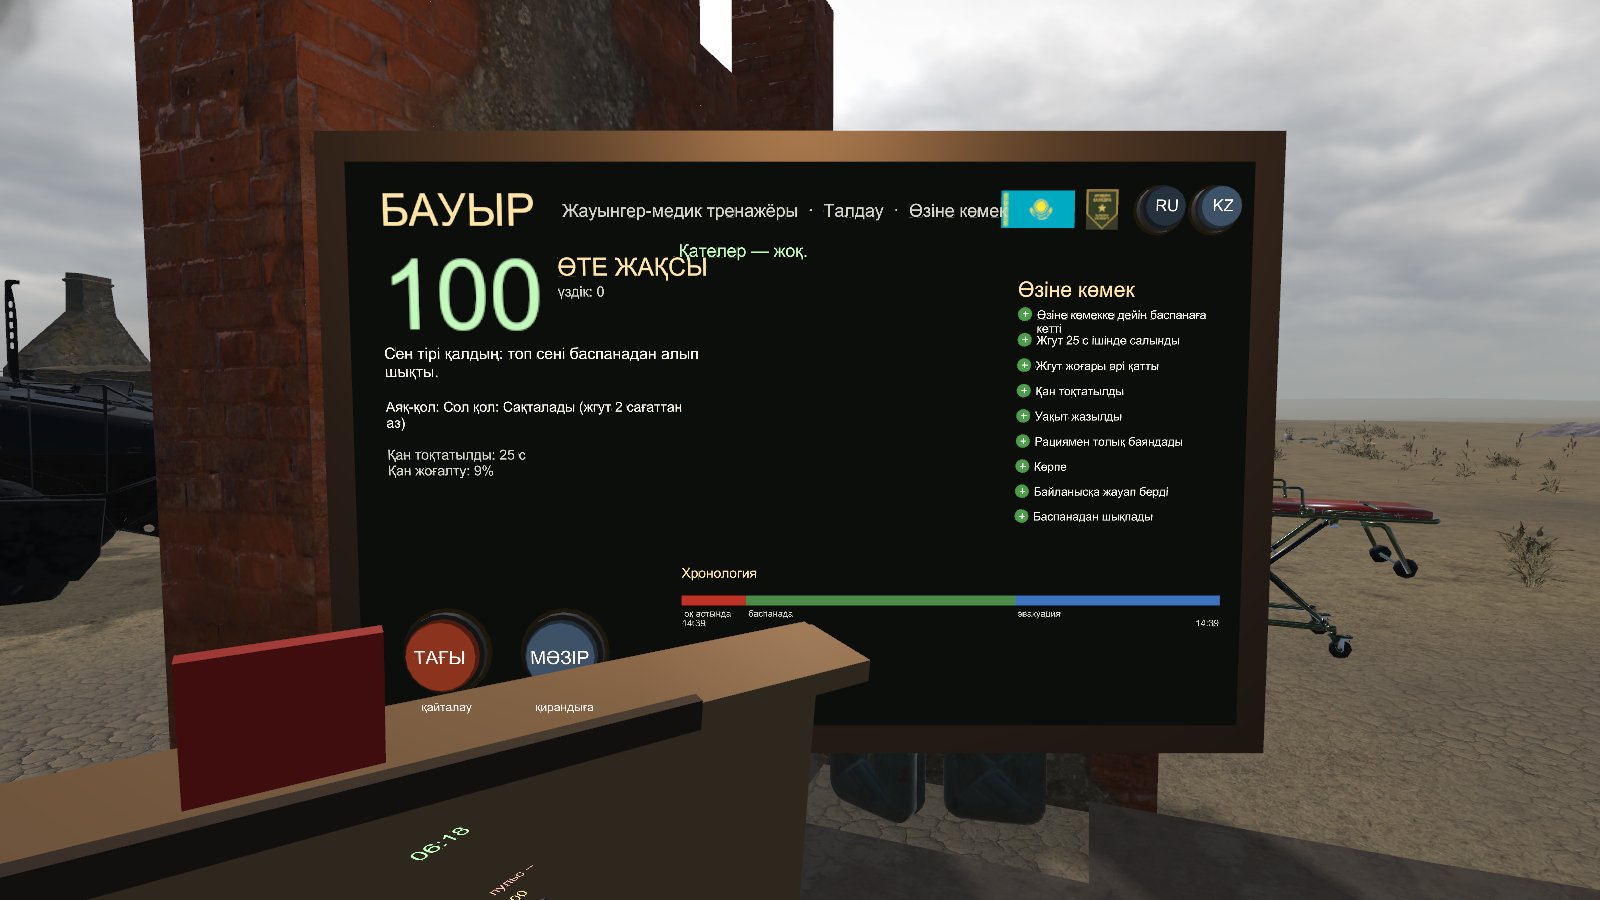 БАУЫР
Жауынгер-медик тренажёры · Талдау · Өзіне көмек
RU
KZ
Қателер — жоқ.
100
ӨТЕ ЖАҚСЫ
үздік: 0
Сен тірі қалдың: топ сені баспанадан алып
шықты.
Аяқ-қол: Сол қол: Сақталады (жгут 2 сағаттан
аз)
Қан тоқтатылды: 25 с
Қан жоғалту: 9%
Өзіне көмек
Өзіне көмекке дейін баспанаға
кетті
Жгут 25 с ішінде салынды
Жгут жоғары әрі қатты
Қан тоқтатылды
Уақыт жазылды
Рациямен толық баяндады
Көрпе
Байланысқа жауап берді
Баспанадан шықпады
Хронология
оқ астында
баспанада
эвакуация
14:39
14:39
ТАҒЫ
МӘЗІР
қайталау
қирандыға
06:18
пульс —